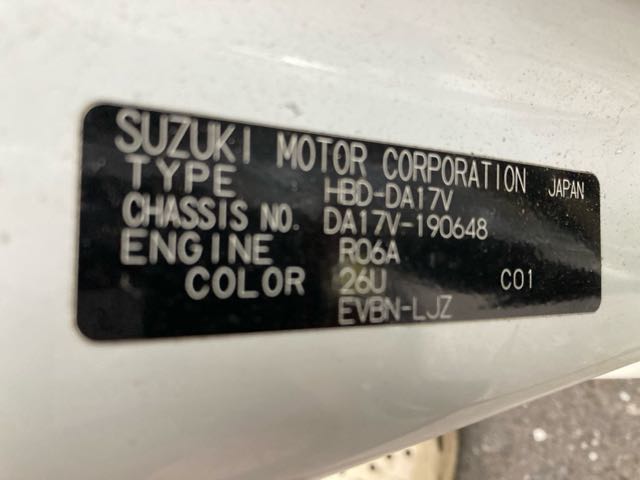 SUZUKI MOTOR CORPORATION JAPAN
TYPE HBD-DA17V
CHASSIS NO. DA17V-190648
ENGINE R06A
COLOR 26U C01
EVBN-LJZ